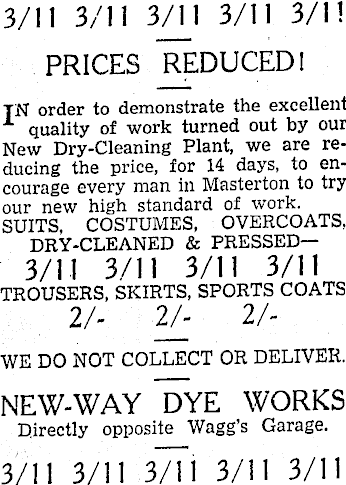 3/11 3/11 3/11 3/11 3/11!
PRICES REDUCED!
IN order to demonstrate the excellent
quality of work turned out by our
New Dry-Cleaning Plant, we are re-
ducing the price, for 14 days, to en-
courage every man in Masterton to try
our new high standard of work.
SUITS, COSTUMES, OVERCOATS,
DRY-CLEANED & PRESSED—
3/11 3/11 3/11 3/11
TROUSERS, SKIRTS, SPORTS COATS
2/- 2/- 2/-
WE DO NOT COLLECT OR DELIVER.
NEW-WAY DYE WORKS
Directly opposite Wagg's Garage.
3/11 3/11 3/11 3/11 3/11